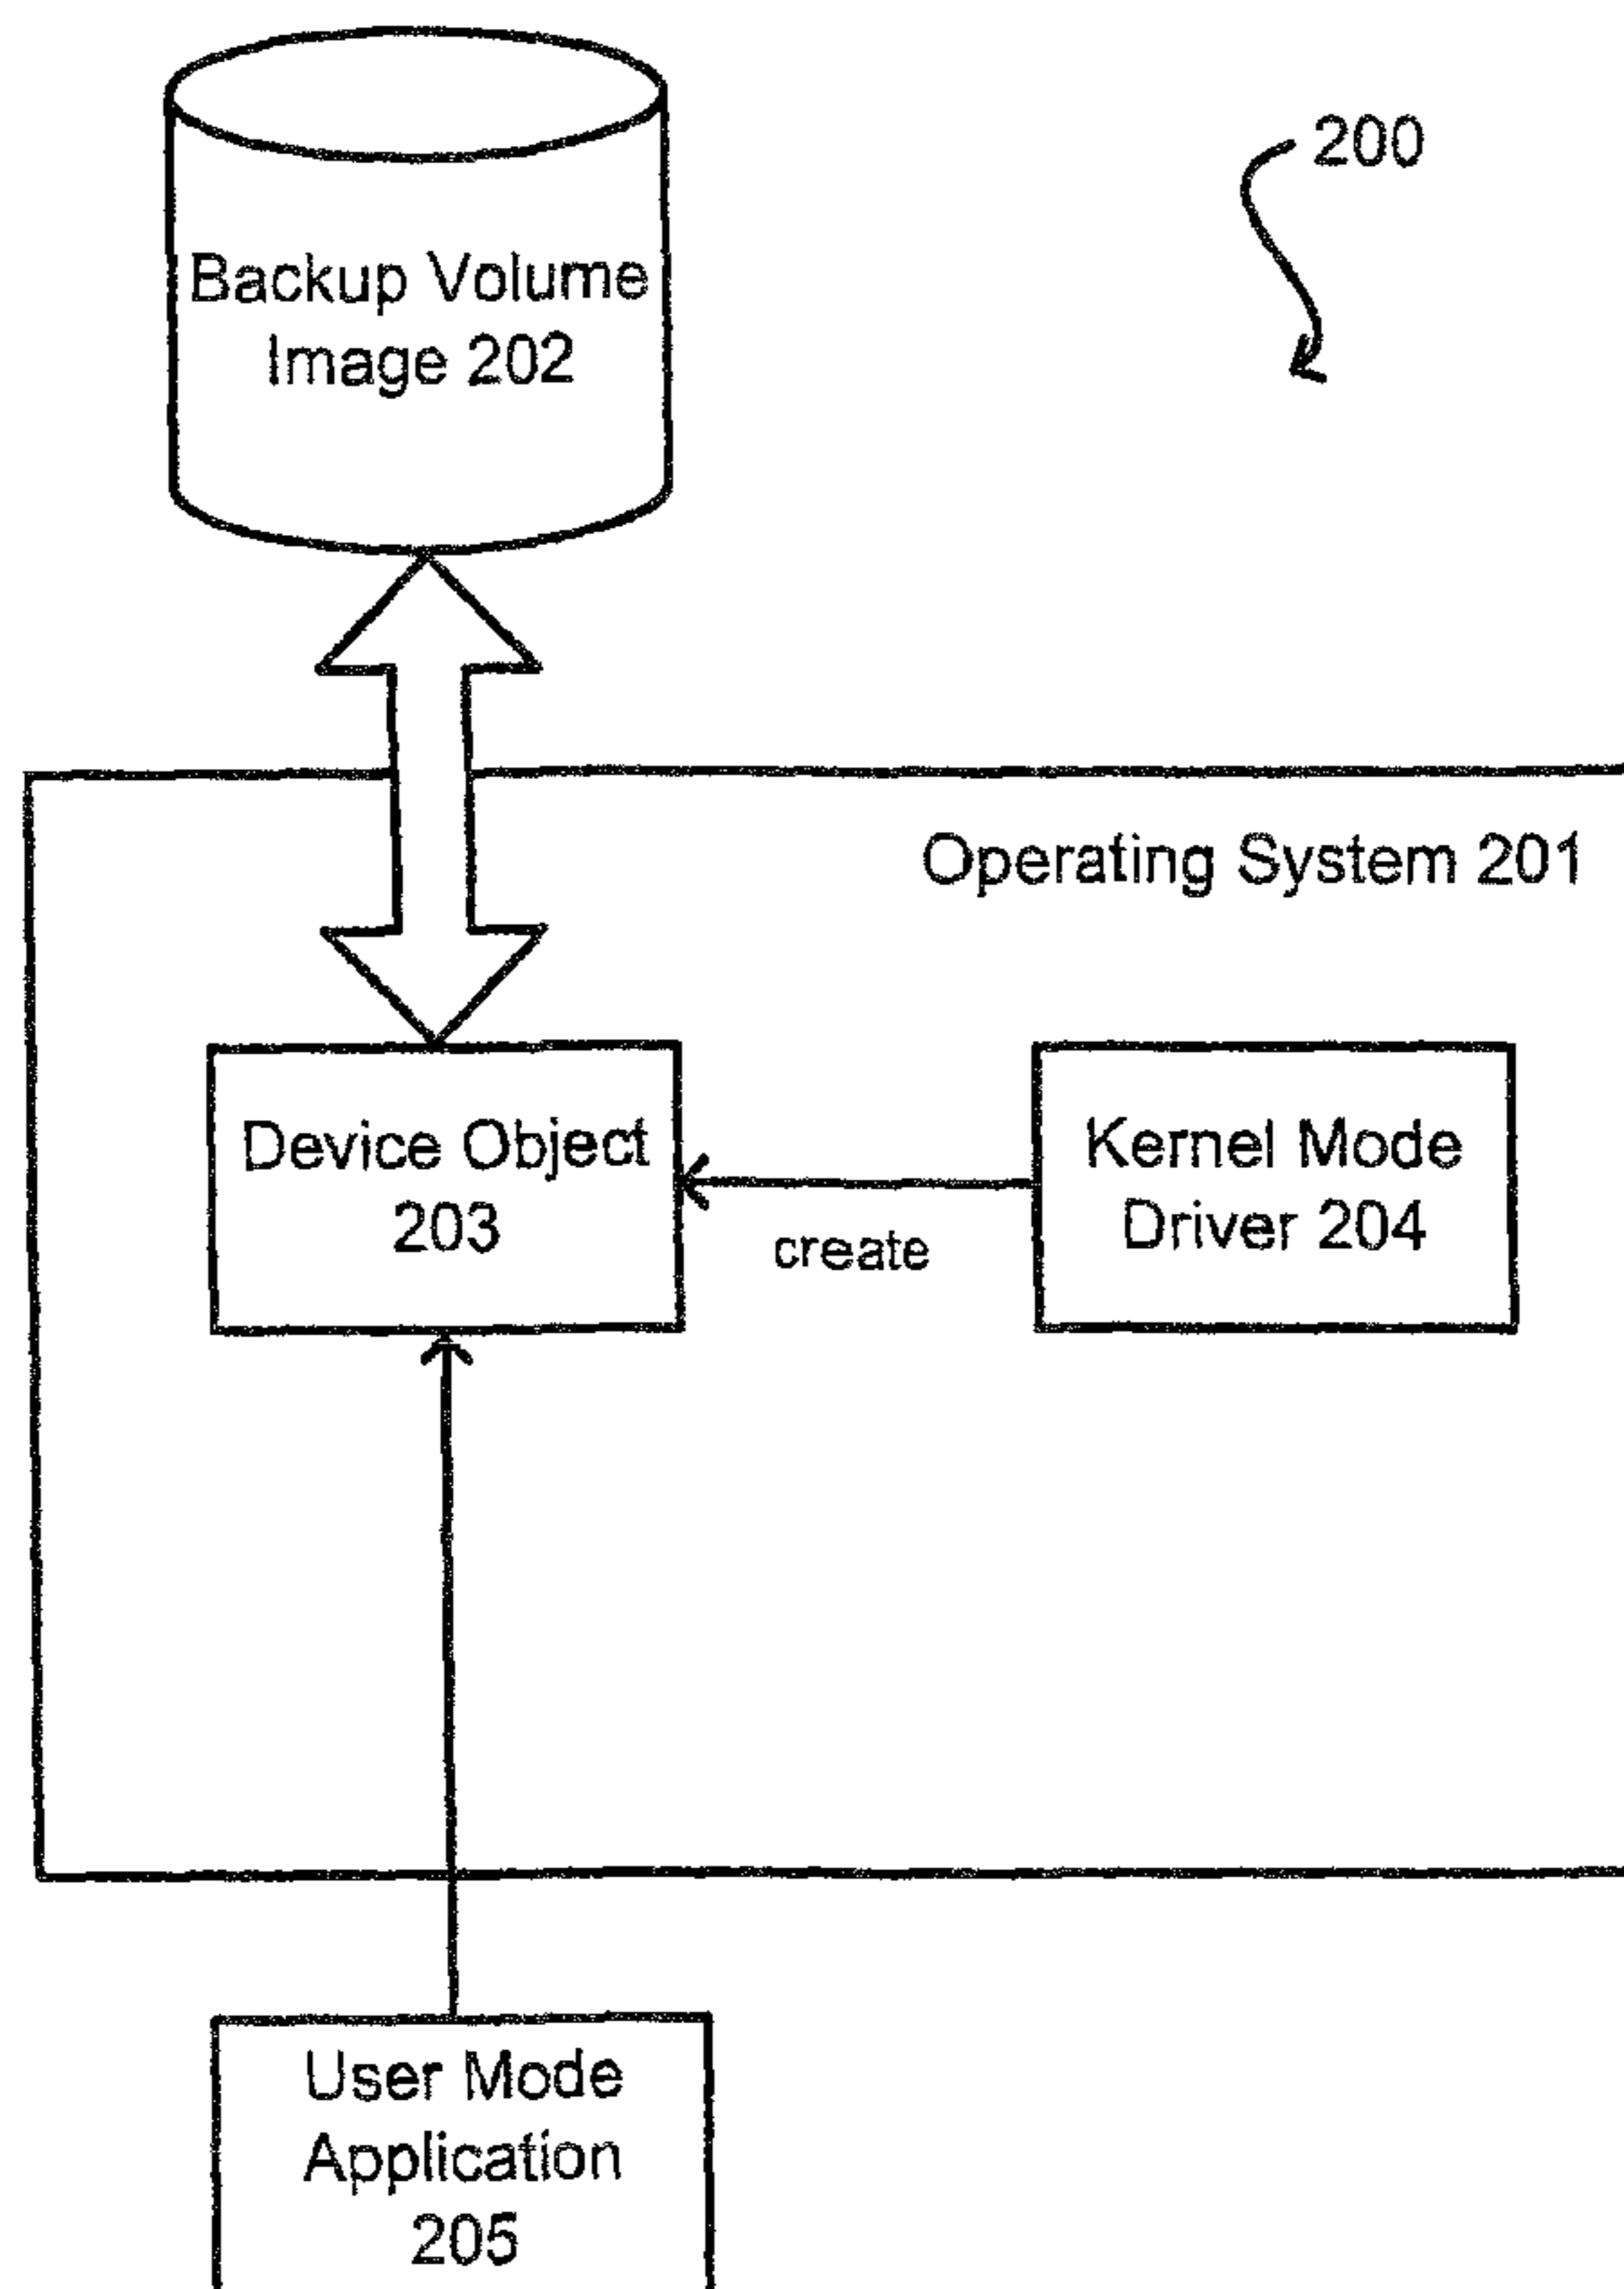 200
Backup Volume
Image 202
Operating System 201
Device Object
203
create
Kernel Mode
Driver 204
User Mode
Application
205